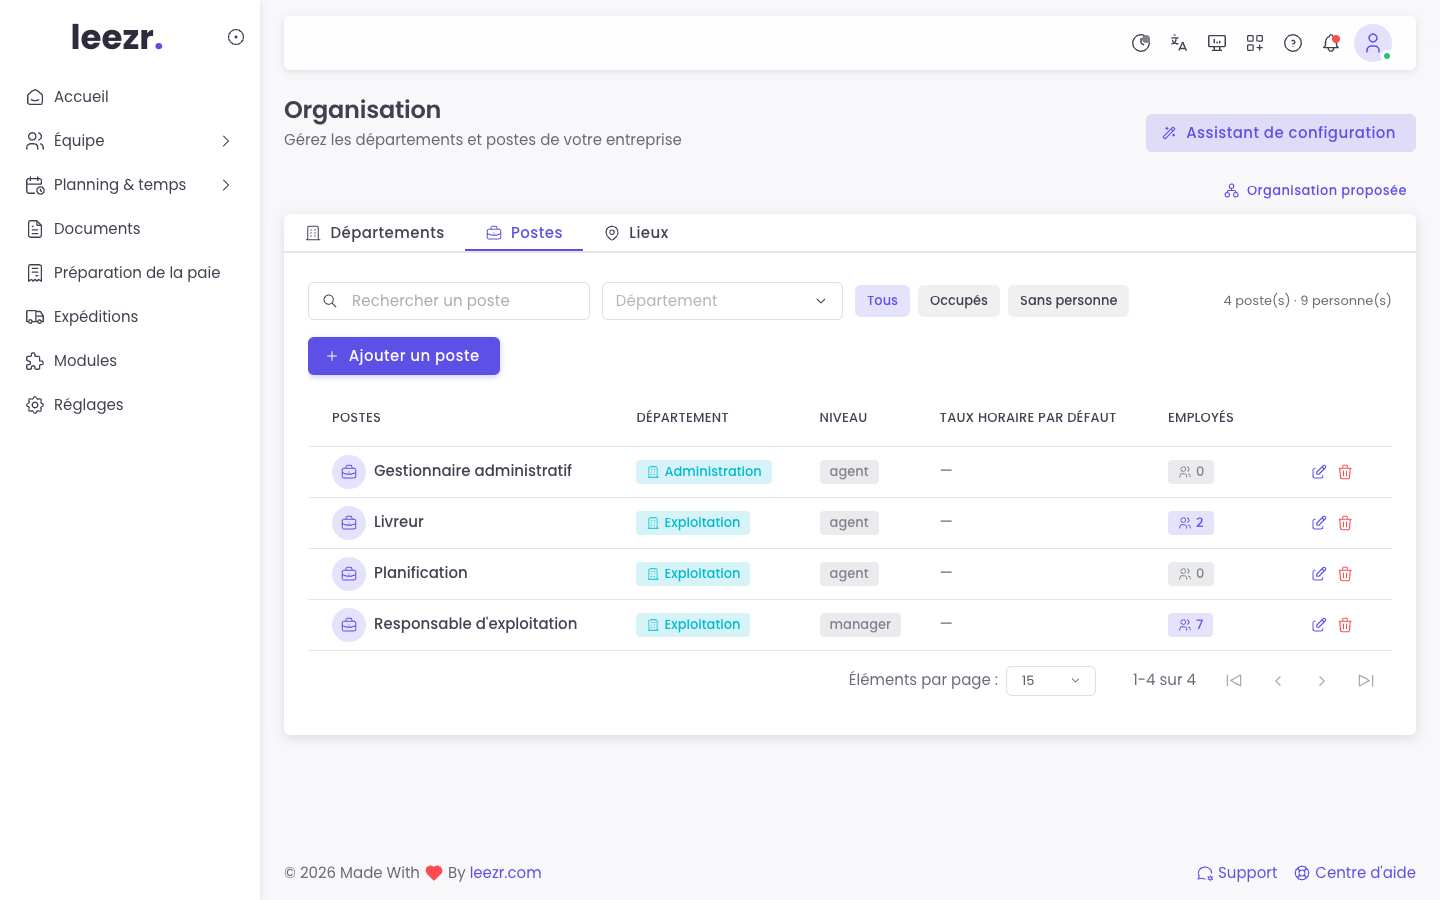 leezr.
Accueil
Équipe
Planning & temps
Documents
Préparation de la paie
Expéditions
Modules
Réglages
Organisation
Gérez les départements et postes de votre entreprise
Assistant de configuration
Organisation proposée
Départements Postes Lieux
Rechercher un poste Département Tous Occupés Sans personne 4 poste(s) · 9 personne(s)
Ajouter un poste
POSTES DÉPARTEMENT NIVEAU TAUX HORAIRE PAR DÉFAUT EMPLOYÉS
Gestionnaire administratif Administration agent — 0
Livreur Exploitation agent — 2
Planification Exploitation agent — 0
Responsable d'exploitation Exploitation manager — 7
Éléments par page : 15 1-4 sur 4
© 2026 Made With By leezr.com Support Centre d'aide